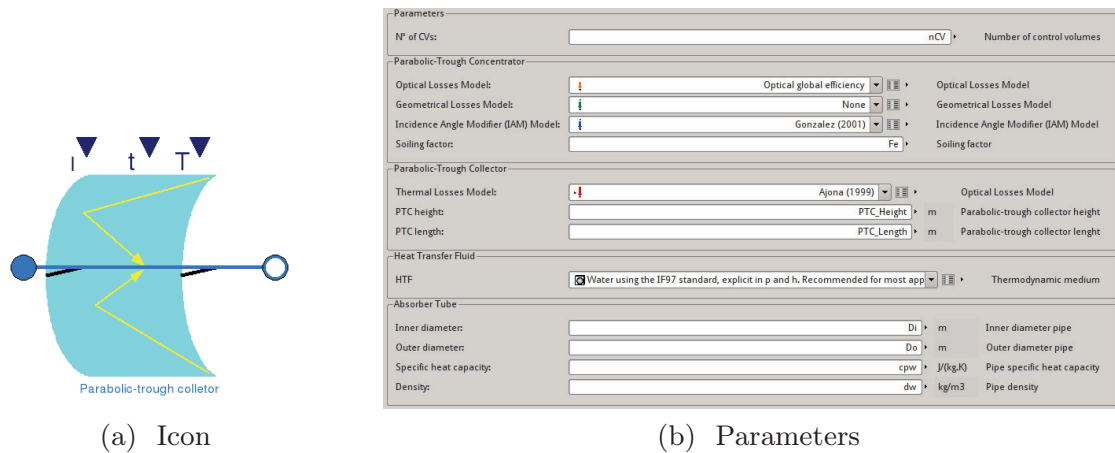 I t T
Parabolic-trough colletor
(a) Icon
Parameters
N° of CVs: nCV Number of control volumes
Parabolic-Trough Concentrator
Optical Losses Model: Optical global efficiency Optical Losses Model
Geometrical Losses Model: None Geometrical Losses Model
Incidence Angle Modifier (IAM) Model: Gonzalez (2001) Incidence Angle Modifier (IAM) Model
Soiling factor: Fe Soiling factor
Parabolic-Trough Collector
Thermal Losses Model: Ajona (1999) Optical Losses Model
PTC height: PTC_Height m Parabolic-trough collector height
PTC length: PTC_Length m Parabolic-trough collector lenght
Heat Transfer Fluid
HTF Water using the IF97 standard, explicit in p and h. Recommended for most app Thermodynamic medium
Absorber Tube
Inner diameter: Di m Inner diameter pipe
Outer diameter: Do m Outer diameter pipe
Specific heat capacity: cpw J/(kg.K) Pipe specific heat capacity
Density: dw kg/m3 Pipe density
(b) Parameters